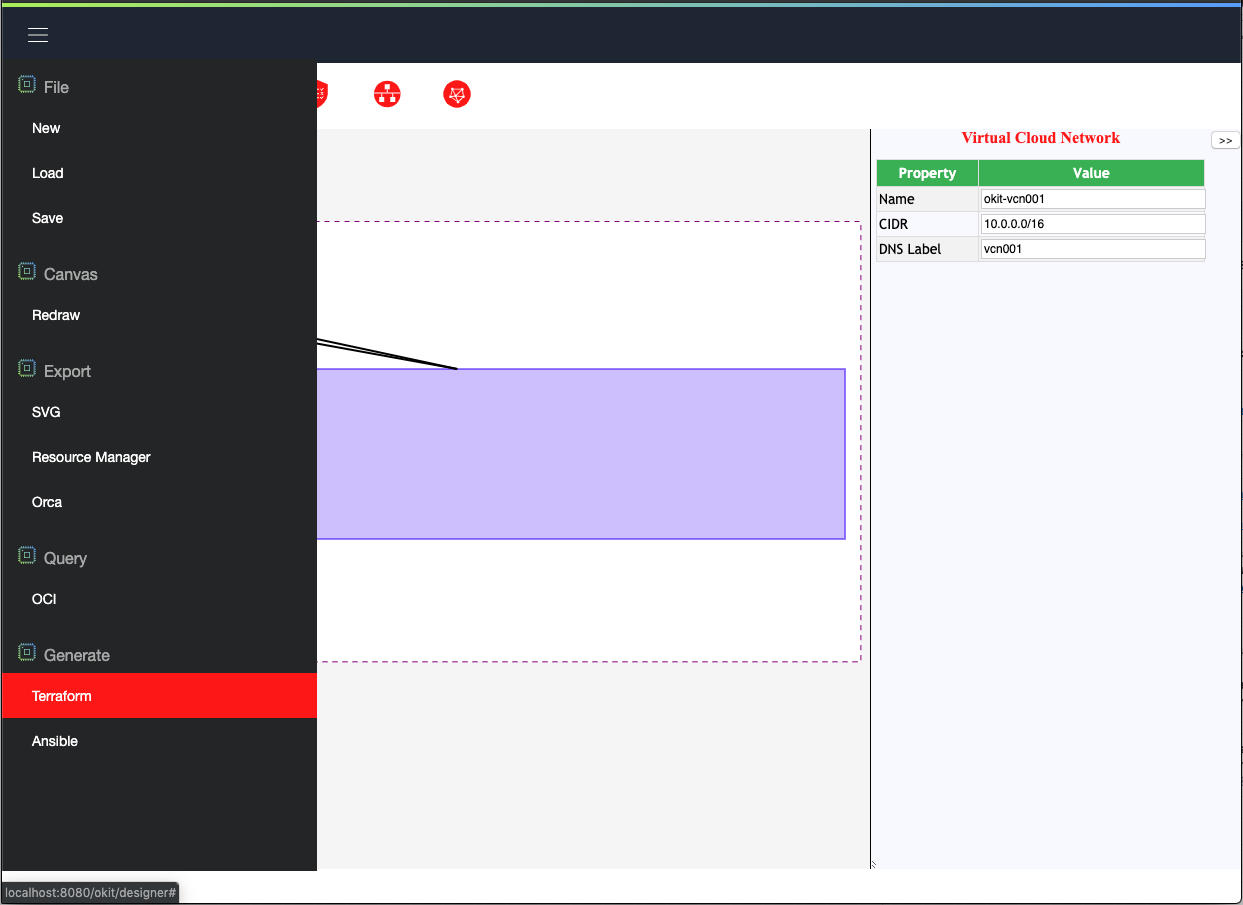 File
New
Load
Save
Canvas
Redraw
Export
SVG
Resource Manager
Orca
Query
OCI
Generate
Terraform
Ansible
Virtual Cloud Network
>>
Property Value
Name okit-vcn001
CIDR 10.0.0.0/16
DNS Label vcn001
localhost:8080/okit/designer#